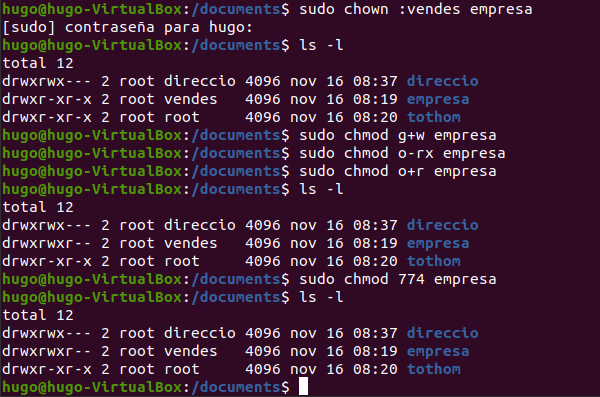 hugo@hugo-VirtualBox:/documents$ sudo chown :vendes empresa
[sudo] contraseña para hugo:
hugo@hugo-VirtualBox:/documents$ ls -l
total 12
drwxrwx--- 2 root direccio 4096 nov 16 08:37 direccio
drwxr-xr-x 2 root vendes   4096 nov 16 08:19 empresa
drwxr-xr-x 2 root root     4096 nov 16 08:20 tothom
hugo@hugo-VirtualBox:/documents$ sudo chmod g+w empresa
hugo@hugo-VirtualBox:/documents$ sudo chmod o-rx empresa
hugo@hugo-VirtualBox:/documents$ sudo chmod o+r empresa
hugo@hugo-VirtualBox:/documents$ ls -l
total 12
drwxrwx--- 2 root direccio 4096 nov 16 08:37 direccio
drwxrwxr-- 2 root vendes   4096 nov 16 08:19 empresa
drwxr-xr-x 2 root root     4096 nov 16 08:20 tothom
hugo@hugo-VirtualBox:/documents$ sudo chmod 774 empresa
hugo@hugo-VirtualBox:/documents$ ls -l
total 12
drwxrwx--- 2 root direccio 4096 nov 16 08:37 direccio
drwxrwxr-- 2 root vendes   4096 nov 16 08:19 empresa
drwxr-xr-x 2 root root     4096 nov 16 08:20 tothom
hugo@hugo-VirtualBox:/documents$